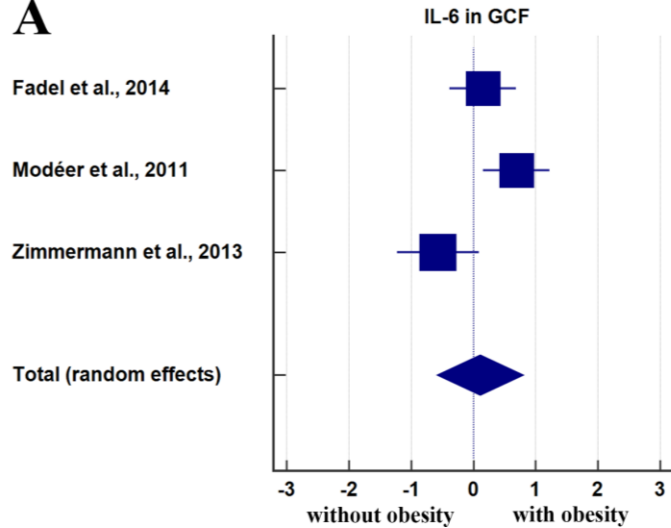 A
IL-6 in GCF
Fadel et al., 2014
Modéer et al., 2011
Zimmermann et al., 2013
Total (random effects)
-3 -2 -1 0 1 2 3
without obesity with obesity